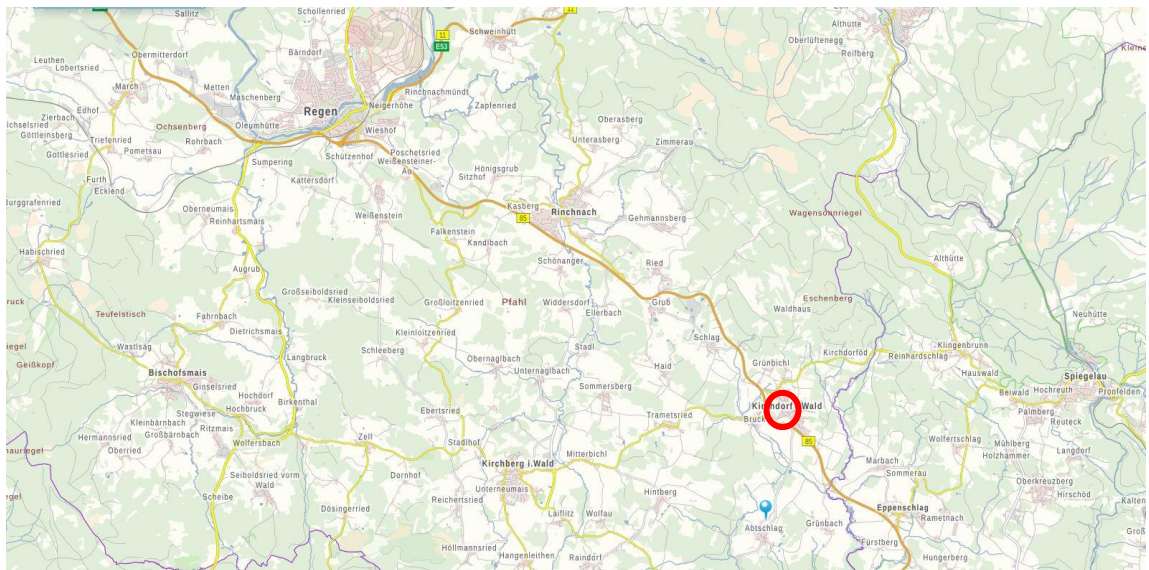 Sallitz
Schollenried
11
Schweinhütt
11
E53
Althütte
Oberlüftenegg
Reifberg
Obermitterdorf
Bärndorf
Leuthen
Lobertsried
March
Metten
Maschenberg
Rinchnachmündt
Zapfenried
Regen
Neigerhöhe
Edhof
Zierbach
Göttleinsberg
Triefenried
Ochsenberg
Oleumhütte
Wieshof
Oberasberg
Unterasberg
Zimmerau
Gottlesried
Pometsau
Rohrbach
Schützenhof
Poschetsried
Weißensteiner-
Au
Sumpering
Hönigsgrub
Sitzhof
Furth
Ecklend
Kattersdorf
Burggrafenried
Oberneumais
Reinhartsmais
Weißenstein
Kasberg
85
Rinchnach
Gehmannsberg
Wagensonnriegel
Falkenstein
Kandlbach
Habischried
Augrub
Schönanger
Ried
Althütte
Großseiboldsried
Kleinseiboldsried
Großloitzenried
Pfahl
Widdersdorf
Ellerbach
Grub
Eschenberg
Waldhaus
Neuhütte
Teufelstisch
Fahrnbach
Dietrichsmais
Kleinloitzenried
Schlag
Wastlsäg
Langbruck
Schleeberg
Stadl
Klingenbrunn
Geißkopf
Obernaglbach
Unternaglbach
Haid
Grünbichl
Kirchdorföd
Reinhardschlag
Bischofsmais
Ginselsried
Hauswald
Spiegelau
Hochdorf
Sommersberg
Beiwald
Hochreuth
Pronfelden
Birkenthal
Stegwiese
Hochbruck
Ebertsried
Trametsried
Palmberg
Kleinbärnbach
Ritzmais
Reuteck
Hermannsried
Großbärnbach
Wolfersbach
Zell
Stadlhof
85
Wolfertschlag
Mühlberg
Oberried
Mitterbichl
Holzhammer
Langdorf
Kirchberg i.Wald
Marbach
Seiboldsried vorm
Wald
Dornhof
Sommerau
Oberkreuzberg
Unterneumais
Hintberg
Hirschöd
Scheibe
Reichertsried
Dösingerried
Laiflitz
Wolfau
Eppenschlag
Rametnach
Abtschlag
Grünbach
Fürstberg
Höllmannsried
Hangenleithen
Raindorf
Hungerberg